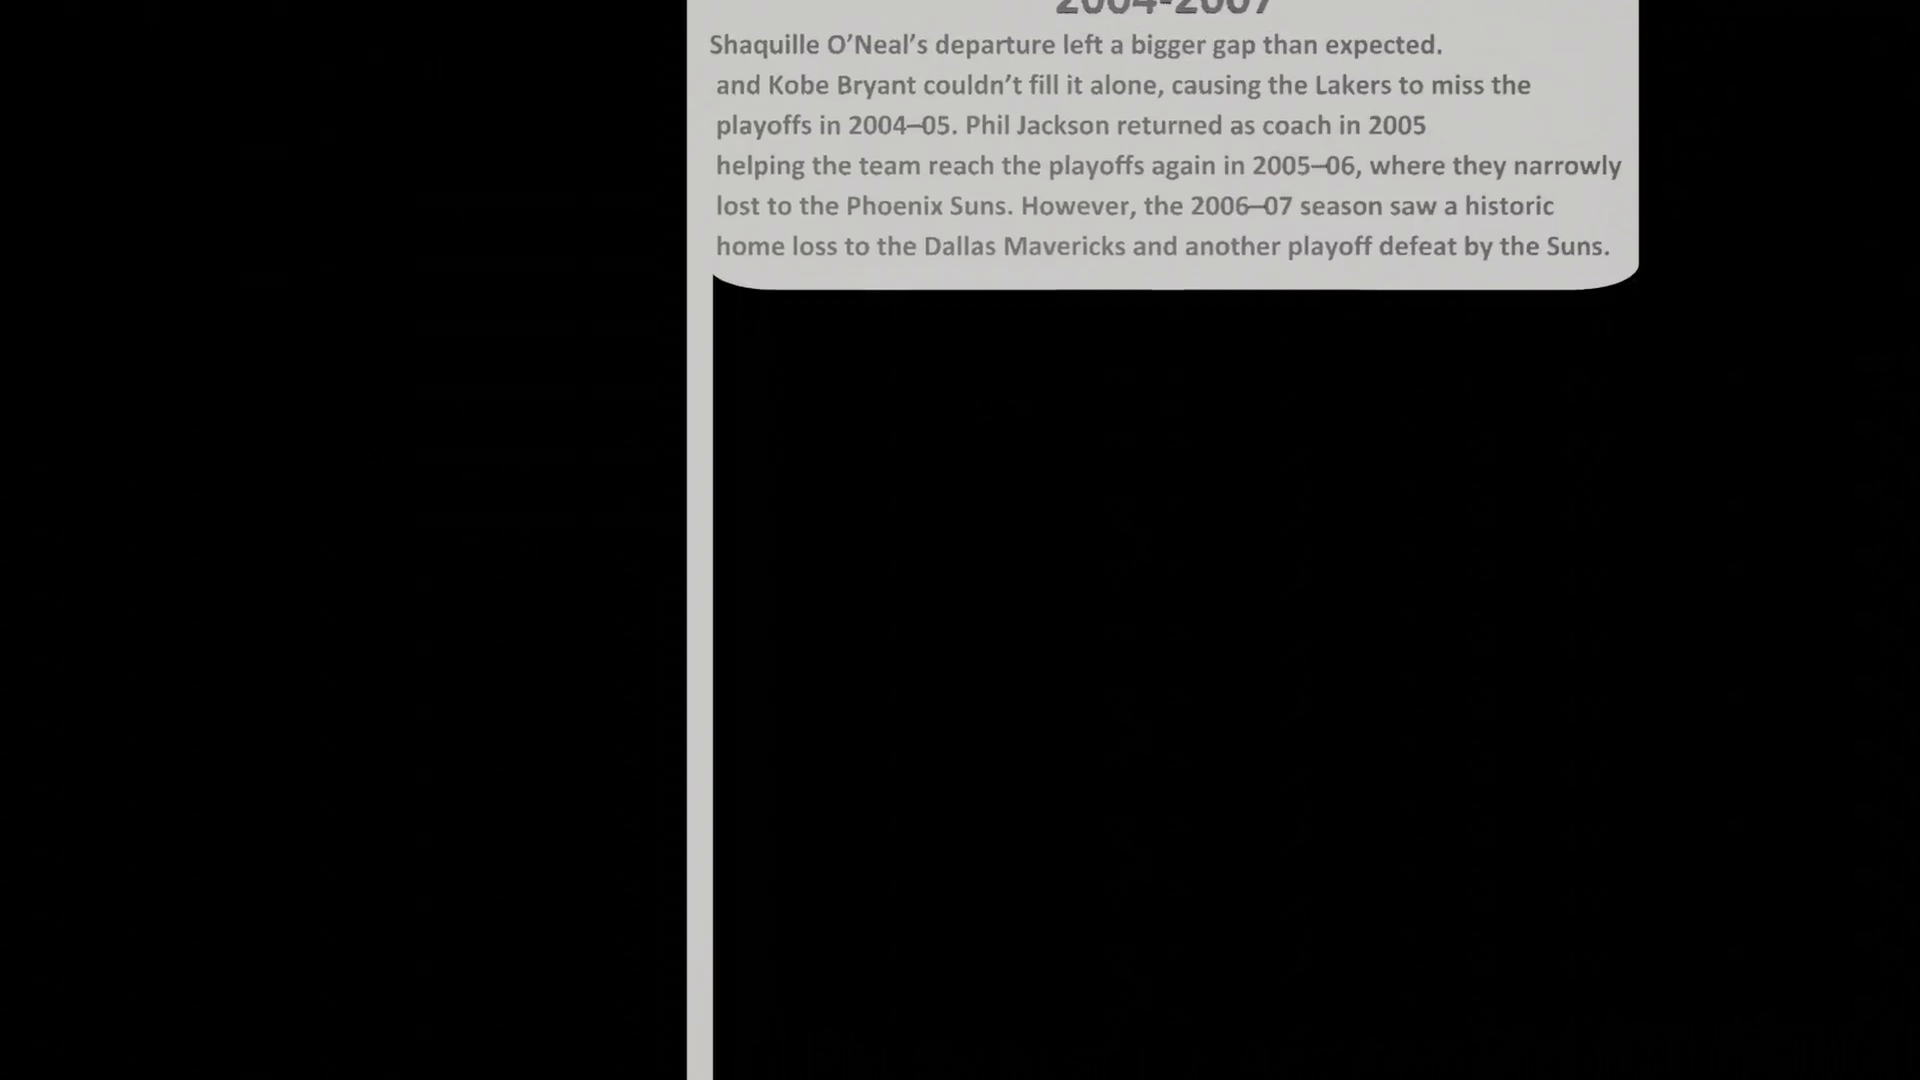 2004-2007
Shaquille O’Neal’s departure left a bigger gap than expected.
and Kobe Bryant couldn’t fill it alone, causing the Lakers to miss the
playoffs in 2004–05. Phil Jackson returned as coach in 2005
helping the team reach the playoffs again in 2005–06, where they narrowly
lost to the Phoenix Suns. However, the 2006–07 season saw a historic
home loss to the Dallas Mavericks and another playoff defeat by the Suns.